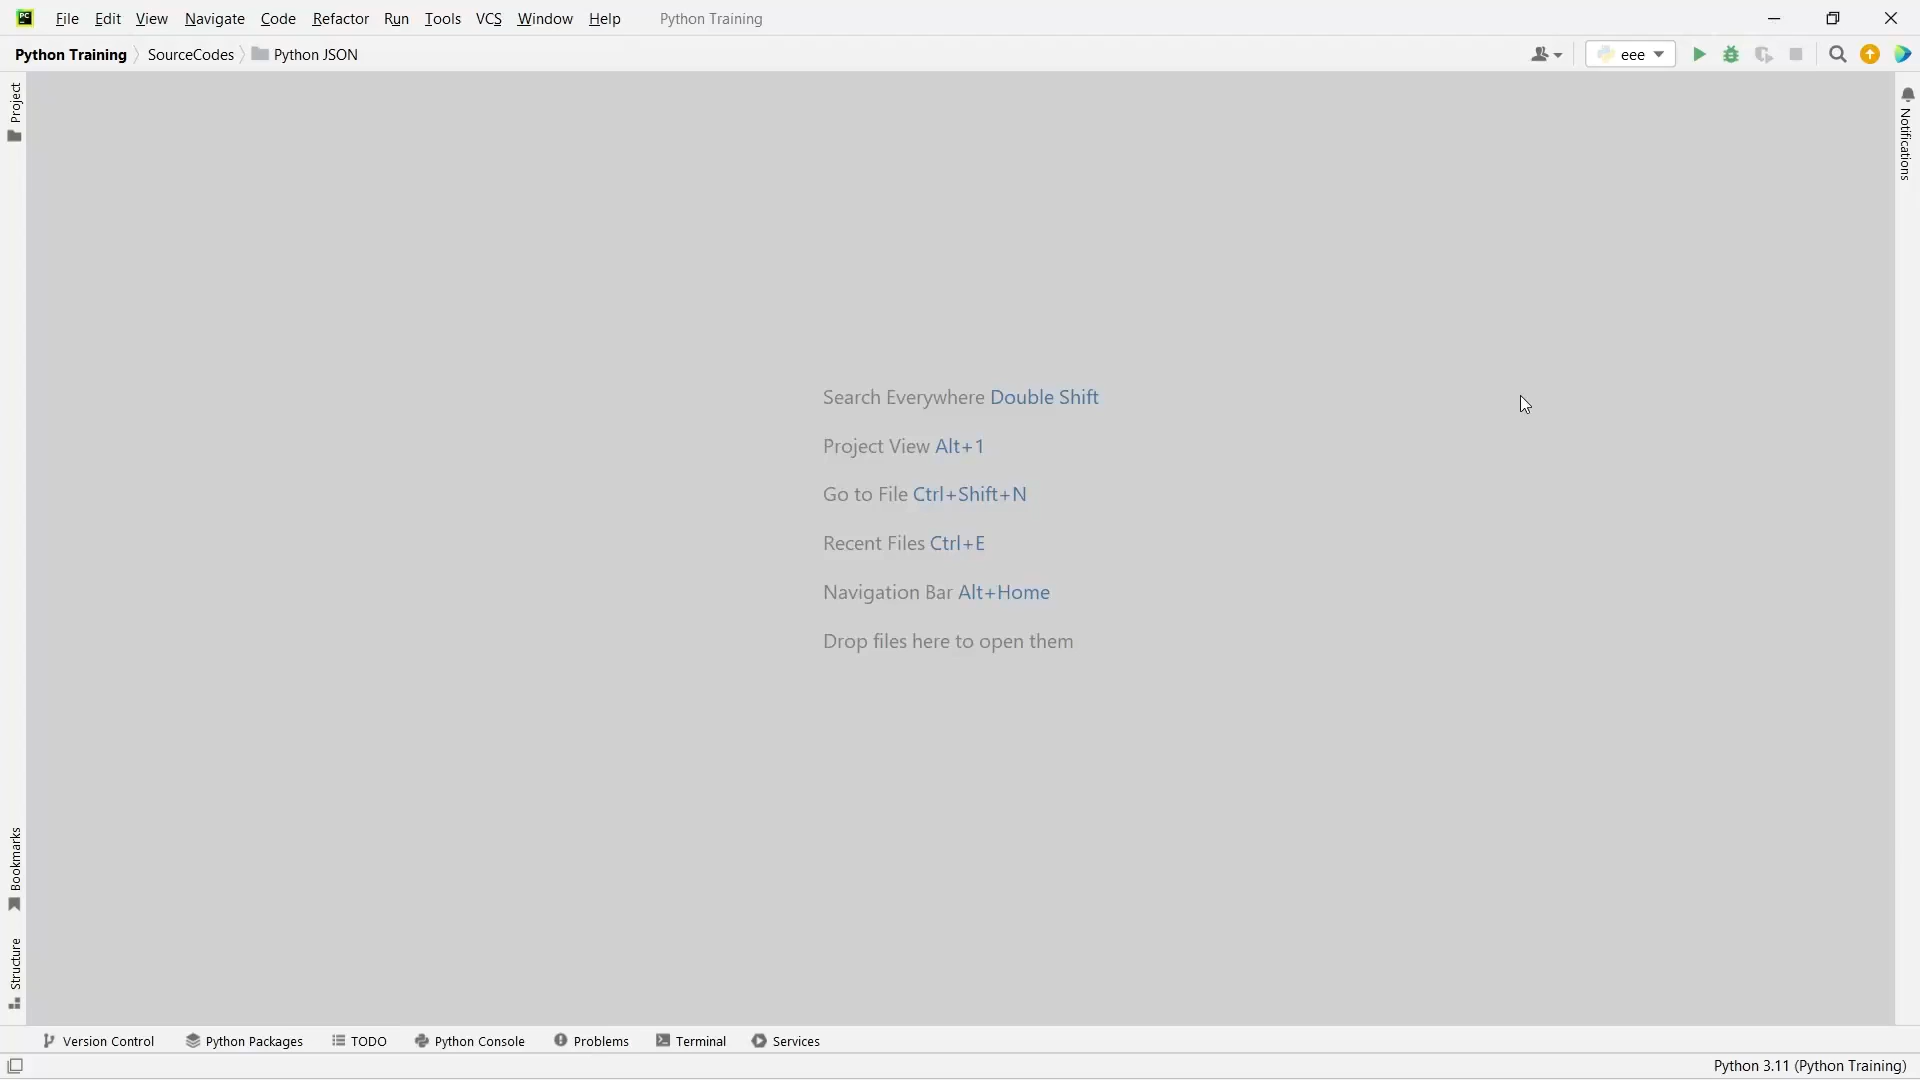 PC File Edit View Navigate Code Refactor Run Tools VCS Window Help Python Training
Python Training SourceCodes Python JSON eee
Project
Notifications
Search Everywhere Double Shift
Project View Alt+1
Go to File Ctrl+Shift+N
Recent Files Ctrl+E
Navigation Bar Alt+Home
Drop files here to open them
Bookmarks
Structure
Version Control Python Packages TODO Python Console Problems Terminal Services
Python 3.11 (Python Training)